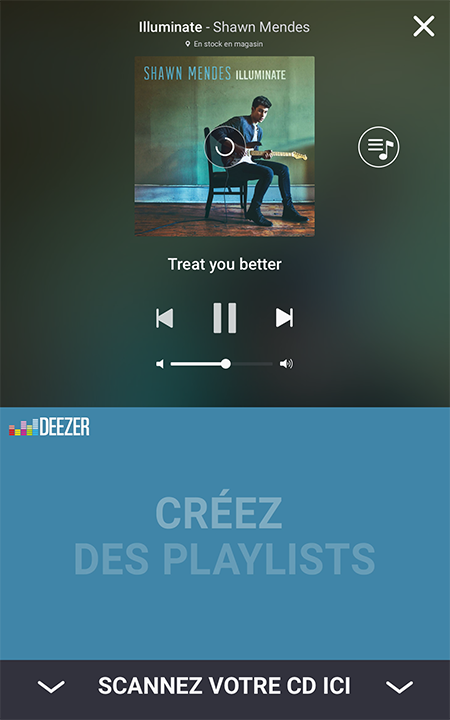 Illuminate - Shawn Mendes
En stock en magasin
SHAWN MENDES ILLUMINATE
Treat you better
DEEZER
CRÉEZ
DES PLAYLISTS
SCANNEZ VOTRE CD ICI